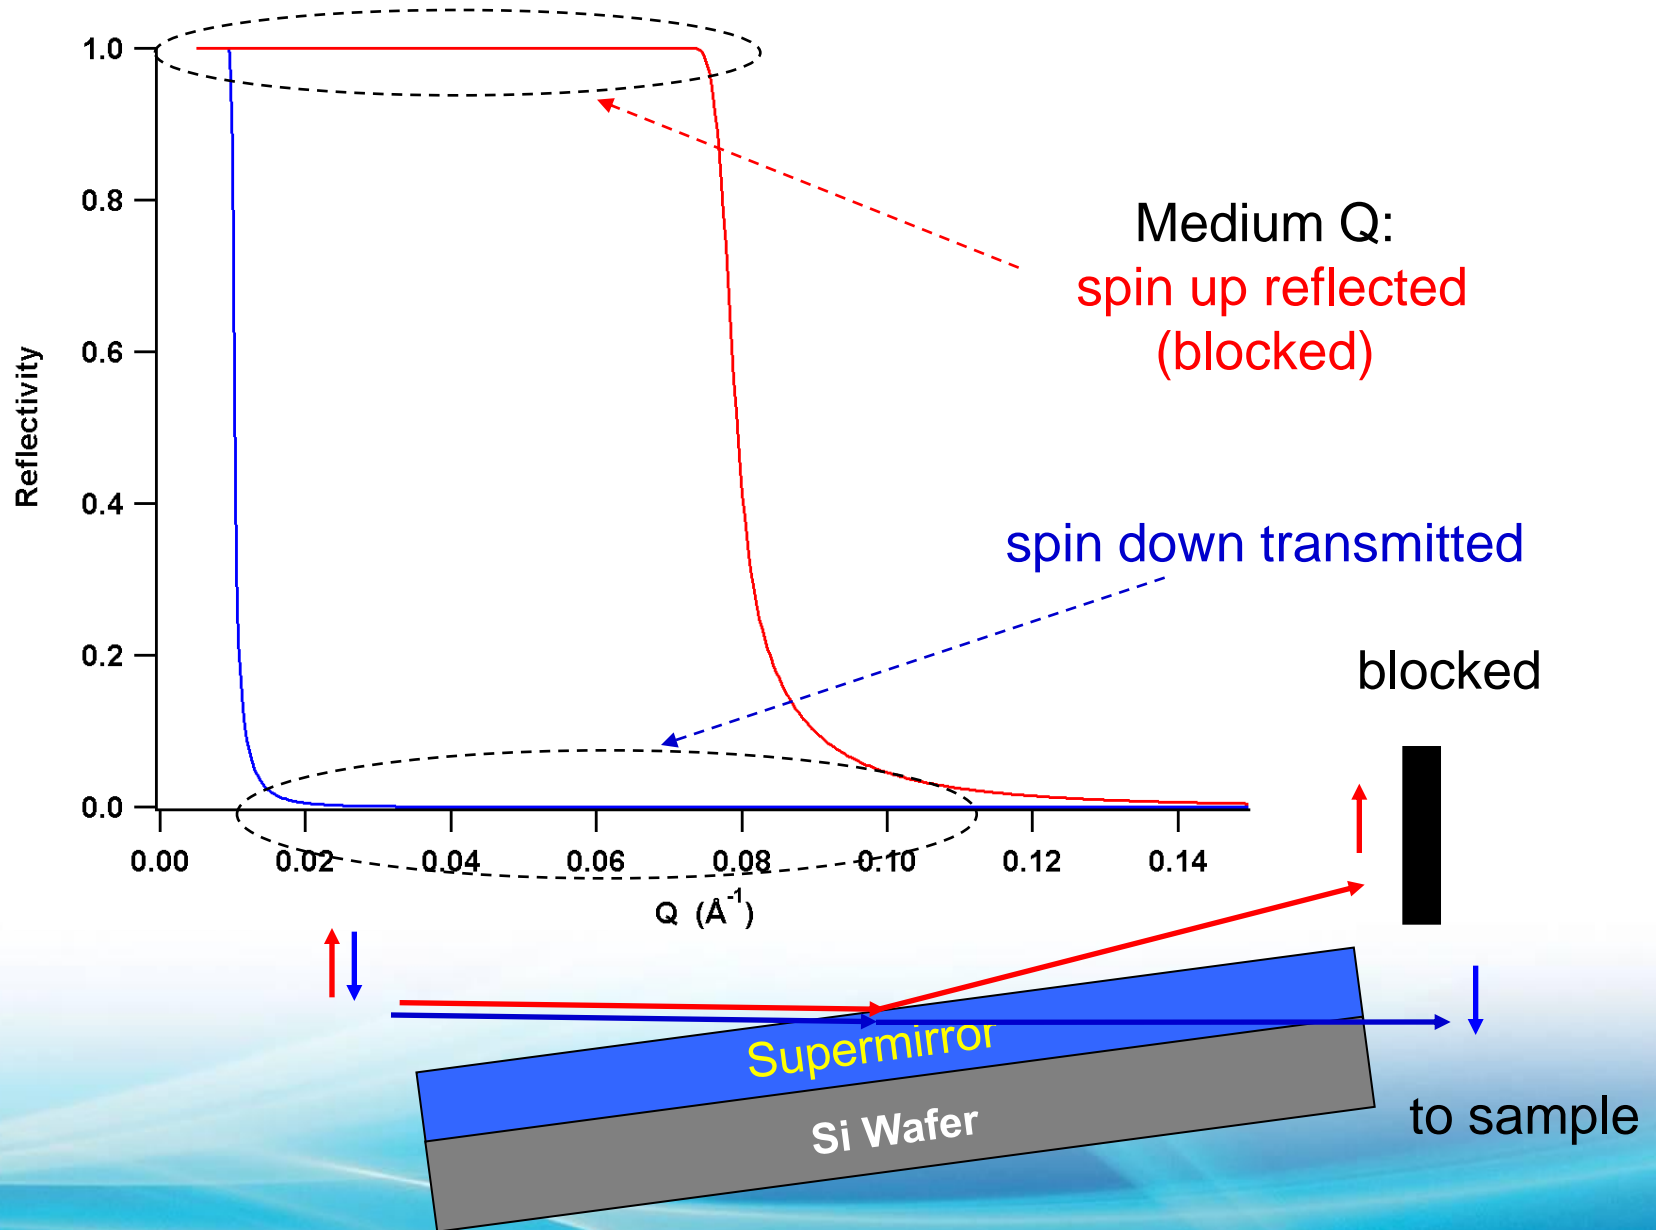 1.0
0.8
0.6
0.4
0.2
0.0
Reflectivity
0.00 0.02 0.04 0.06 0.08 0.10 0.12 0.14
Q (Å⁻¹)
Medium Q:
spin up reflected
(blocked)
spin down transmitted
blocked
Supermirror
Si Wafer
to sample